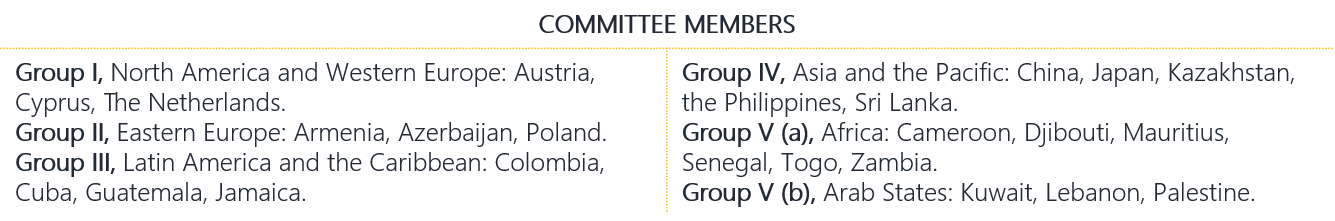 COMMITTEE MEMBERS
Group I, North America and Western Europe: Austria,
Cyprus, The Netherlands.
Group II, Eastern Europe: Armenia, Azerbaijan, Poland.
Group III, Latin America and the Caribbean: Colombia,
Cuba, Guatemala, Jamaica.
Group IV, Asia and the Pacific: China, Japan, Kazakhstan,
the Philippines, Sri Lanka.
Group V (a), Africa: Cameroon, Djibouti, Mauritius,
Senegal, Togo, Zambia.
Group V (b), Arab States: Kuwait, Lebanon, Palestine.